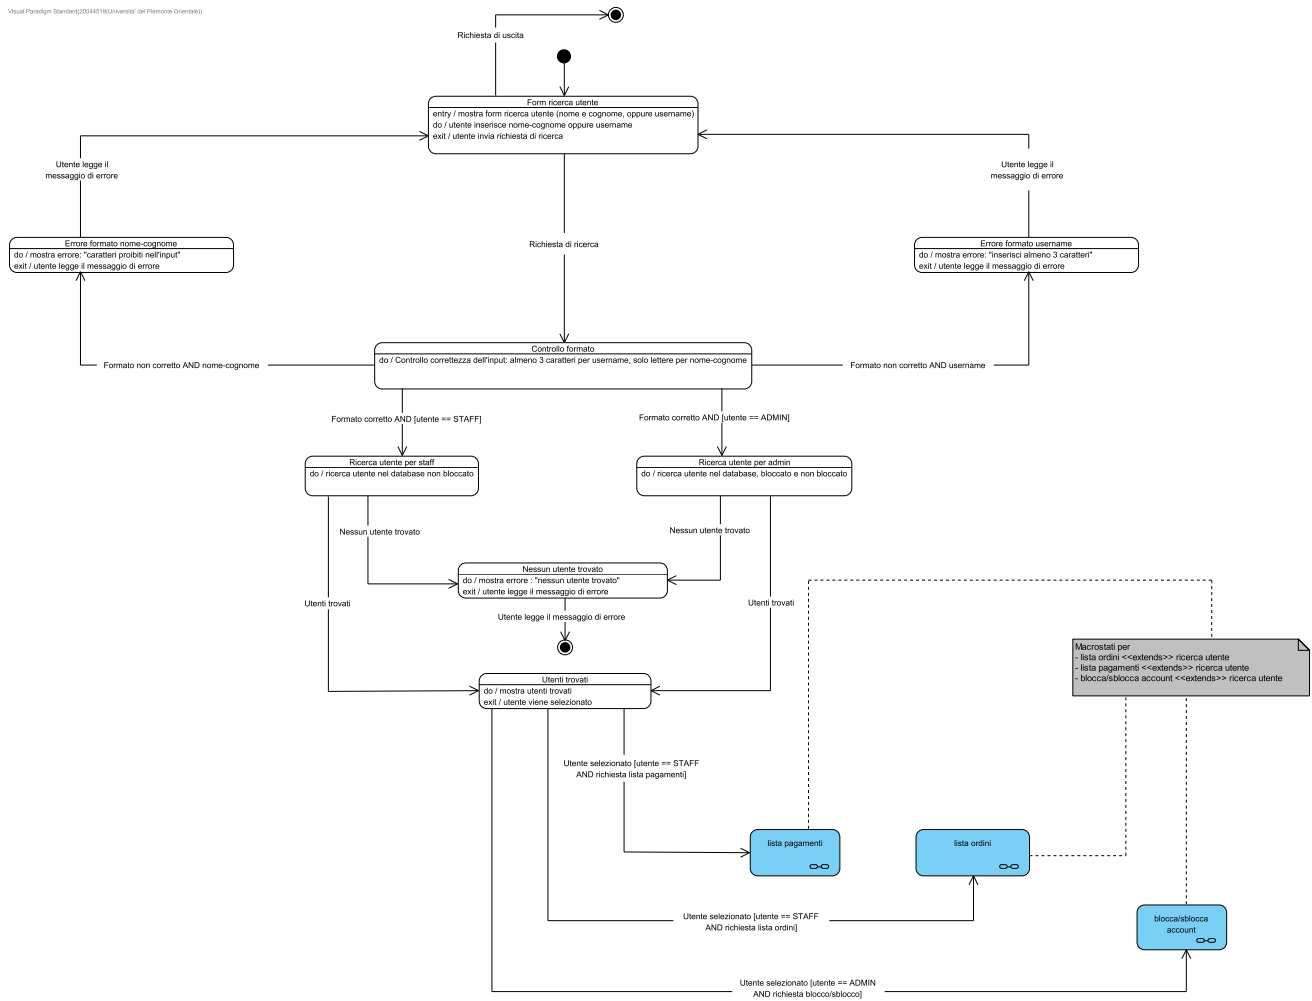 Visual Paradigm Standard(20044519(Universita' del Piemonte Orientale))
Richiesta di uscita
Form ricerca utente
entry / mostra form ricerca utente (nome e cognome, oppure username)
do / utente inserisce nome-cognome oppure username
exit / utente invia richiesta di ricerca
Utente legge il
messaggio di errore
Utente legge il
messaggio di errore
Errore formato nome-cognome
do / mostra errore: "caratteri proibiti nell'input"
exit / utente legge il messaggio di errore
Richiesta di ricerca
Errore formato username
do / mostra errore: "inserisci almeno 3 caratteri"
exit / utente legge il messaggio di errore
Controllo formato
do / Controllo correttezza dell'input: almeno 3 caratteri per username, solo lettere per nome-cognome
Formato non corretto AND nome-cognome
Formato non corretto AND username
Formato corretto AND [utente == STAFF]
Formato corretto AND [utente == ADMIN]
Ricerca utente per staff
do / ricerca utente nel database non bloccato
Ricerca utente per admin
do / ricerca utente nel database, bloccato e non bloccato
Nessun utente trovato
Nessun utente trovato
Nessun utente trovato
do / mostra errore : "nessun utente trovato"
exit / utente legge il messaggio di errore
Utenti trovati
Utenti trovati
Utente legge il messaggio di errore
Macrostati per
- lista ordini <<extends>> ricerca utente
- lista pagamenti <<extends>> ricerca utente
- blocca/sblocca account <<extends>> ricerca utente
Utenti trovati
do / mostra utenti trovati
exit / utente viene selezionato
Utente selezionato [utente == STAFF
AND richiesta lista pagamenti]
lista pagamenti
lista ordini
Utente selezionato [utente == STAFF
AND richiesta lista ordini]
blocca/sblocca
account
Utente selezionato [utente == ADMIN
AND richiesta blocco/sblocco]